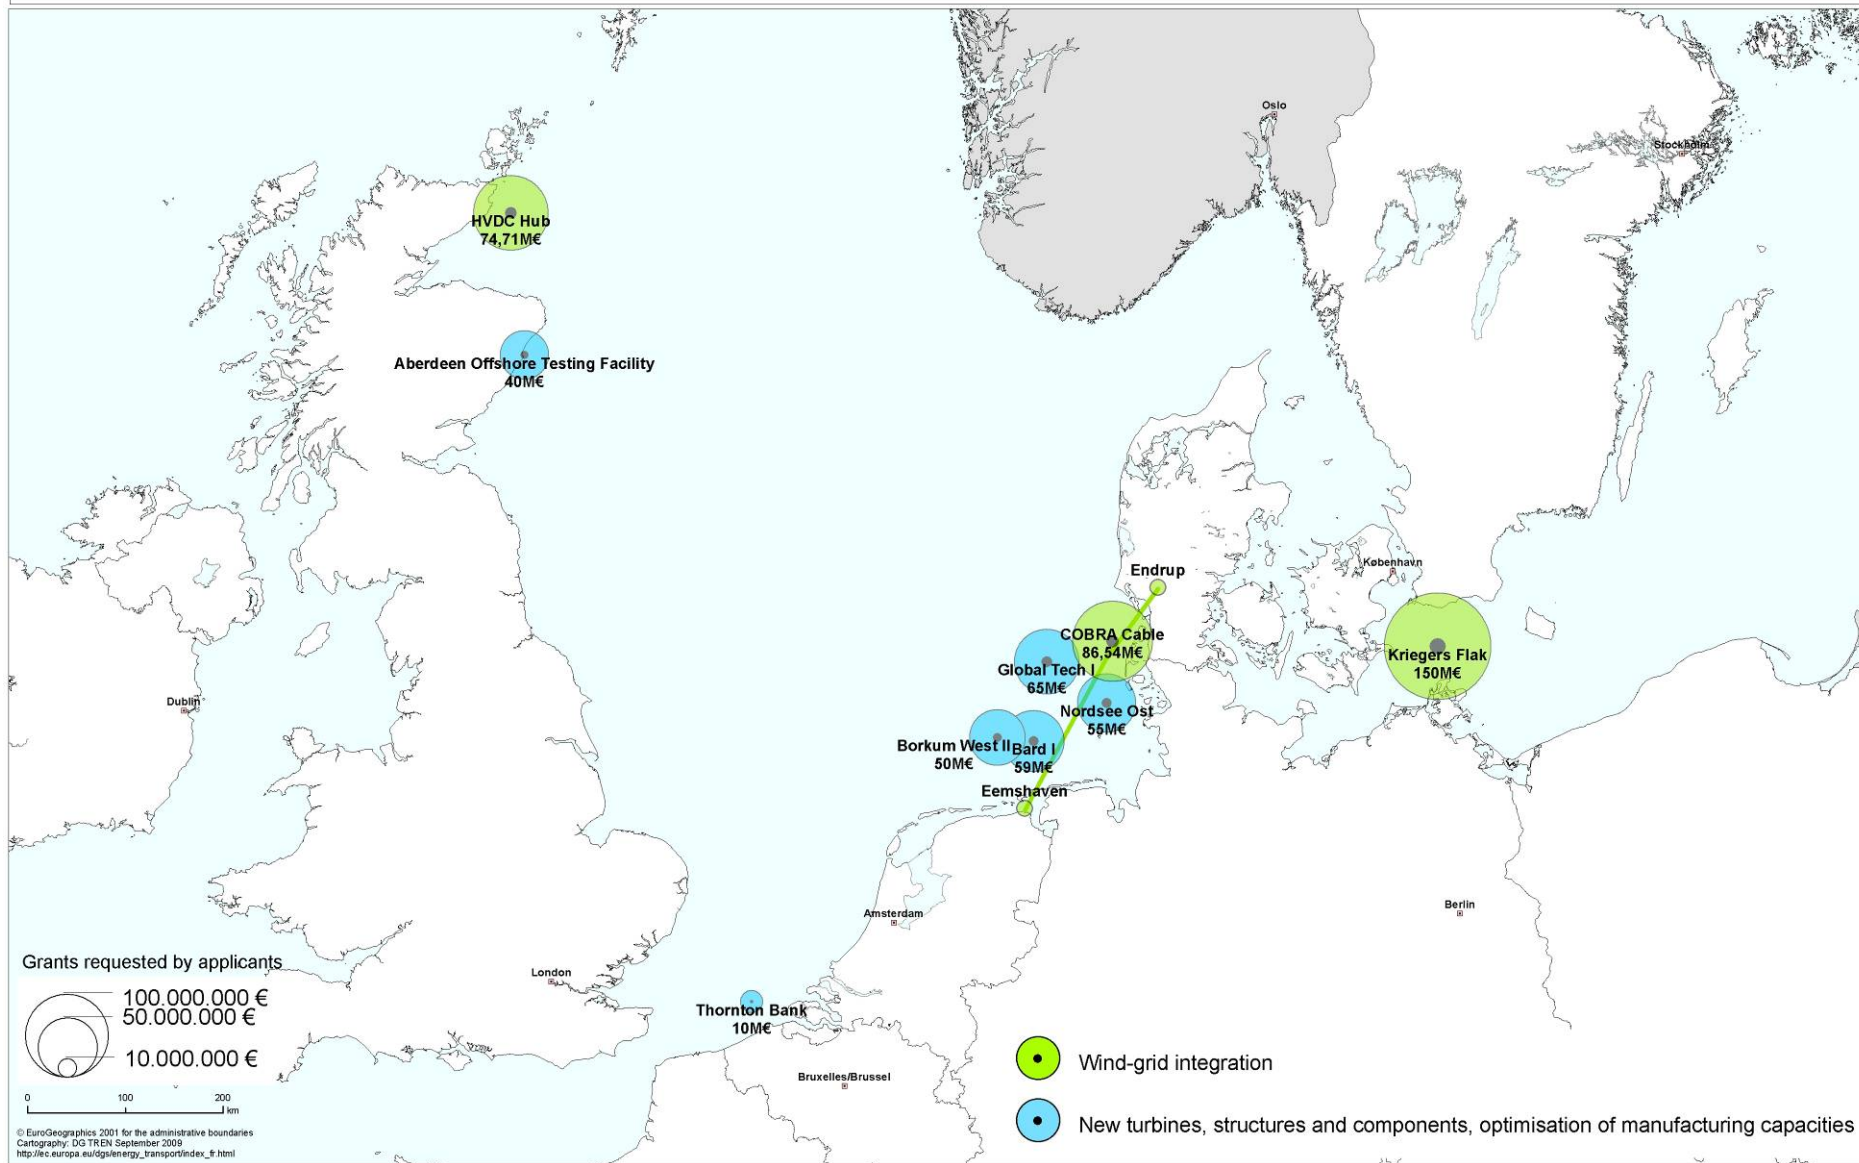 Oslo
Stockholm
HVDC Hub
74,71M€
Aberdeen Offshore Testing Facility
40M€
København
Endrup
COBRA Cable
86,54M€
Kriegers Flak
150M€
Global Tech I
65M€
Dublin
Nordsee Ost
55M€
Borkum West II
50M€
Bard I
59M€
Eemshaven
Amsterdam
Berlin
Grants requested by applicants
London
100.000.000 €
50.000.000 €
10.000.000 €
Thornton Bank
10M€
Wind-grid integration
Bruxelles/Brussel
0 100 200
km
New turbines, structures and components, optimisation of manufacturing capacities
© EuroGeographics 2001 for the administrative boundaries
Cartography: DG TREN September 2009
http://ec.europa.eu/dgs/energy_transport/index_fr.html